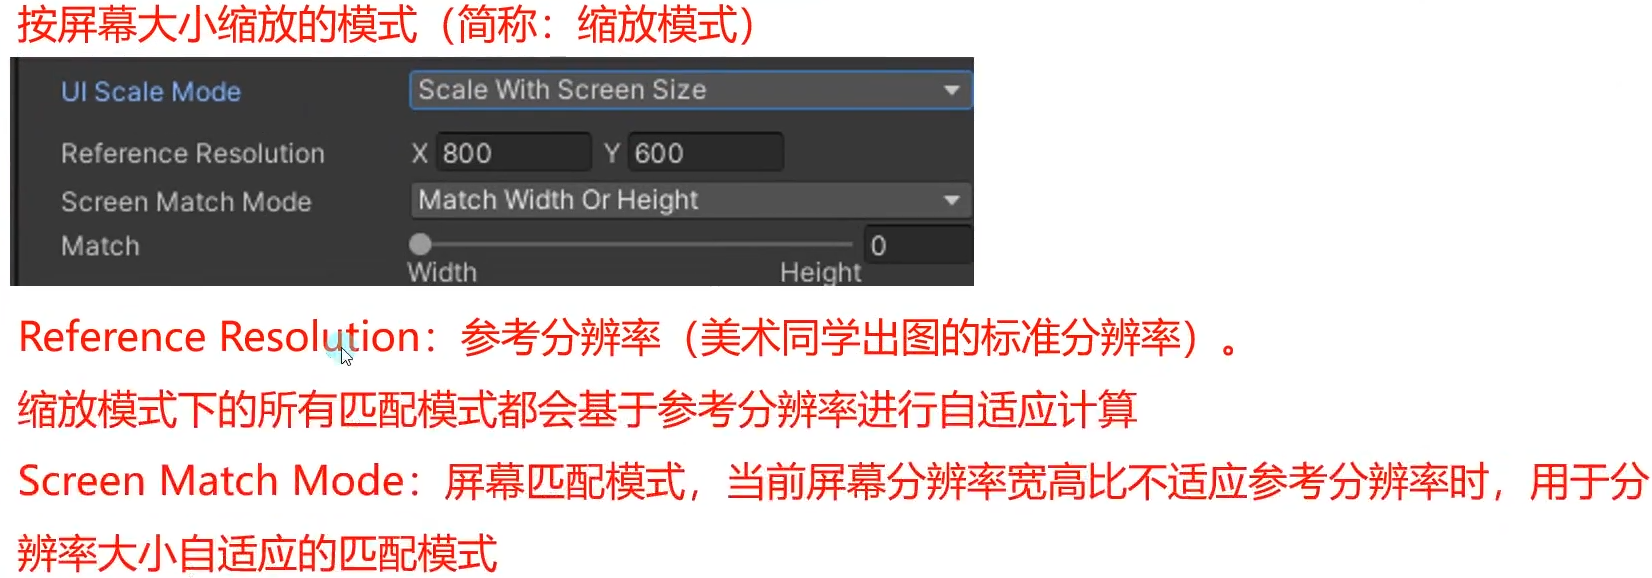 按屏幕大小缩放的模式（简称：缩放模式）
UI Scale Mode Scale With Screen Size
Reference Resolution X 800 Y 600
Screen Match Mode Match Width Or Height
Match 0
Width Height
Reference Resolution：参考分辨率（美术同学出图的标准分辨率）。
缩放模式下的所有匹配模式都会基于参考分辨率进行自适应计算
Screen Match Mode：屏幕匹配模式，当前屏幕分辨率宽高比不适应参考分辨率时，用于分
辨率大小自适应的匹配模式